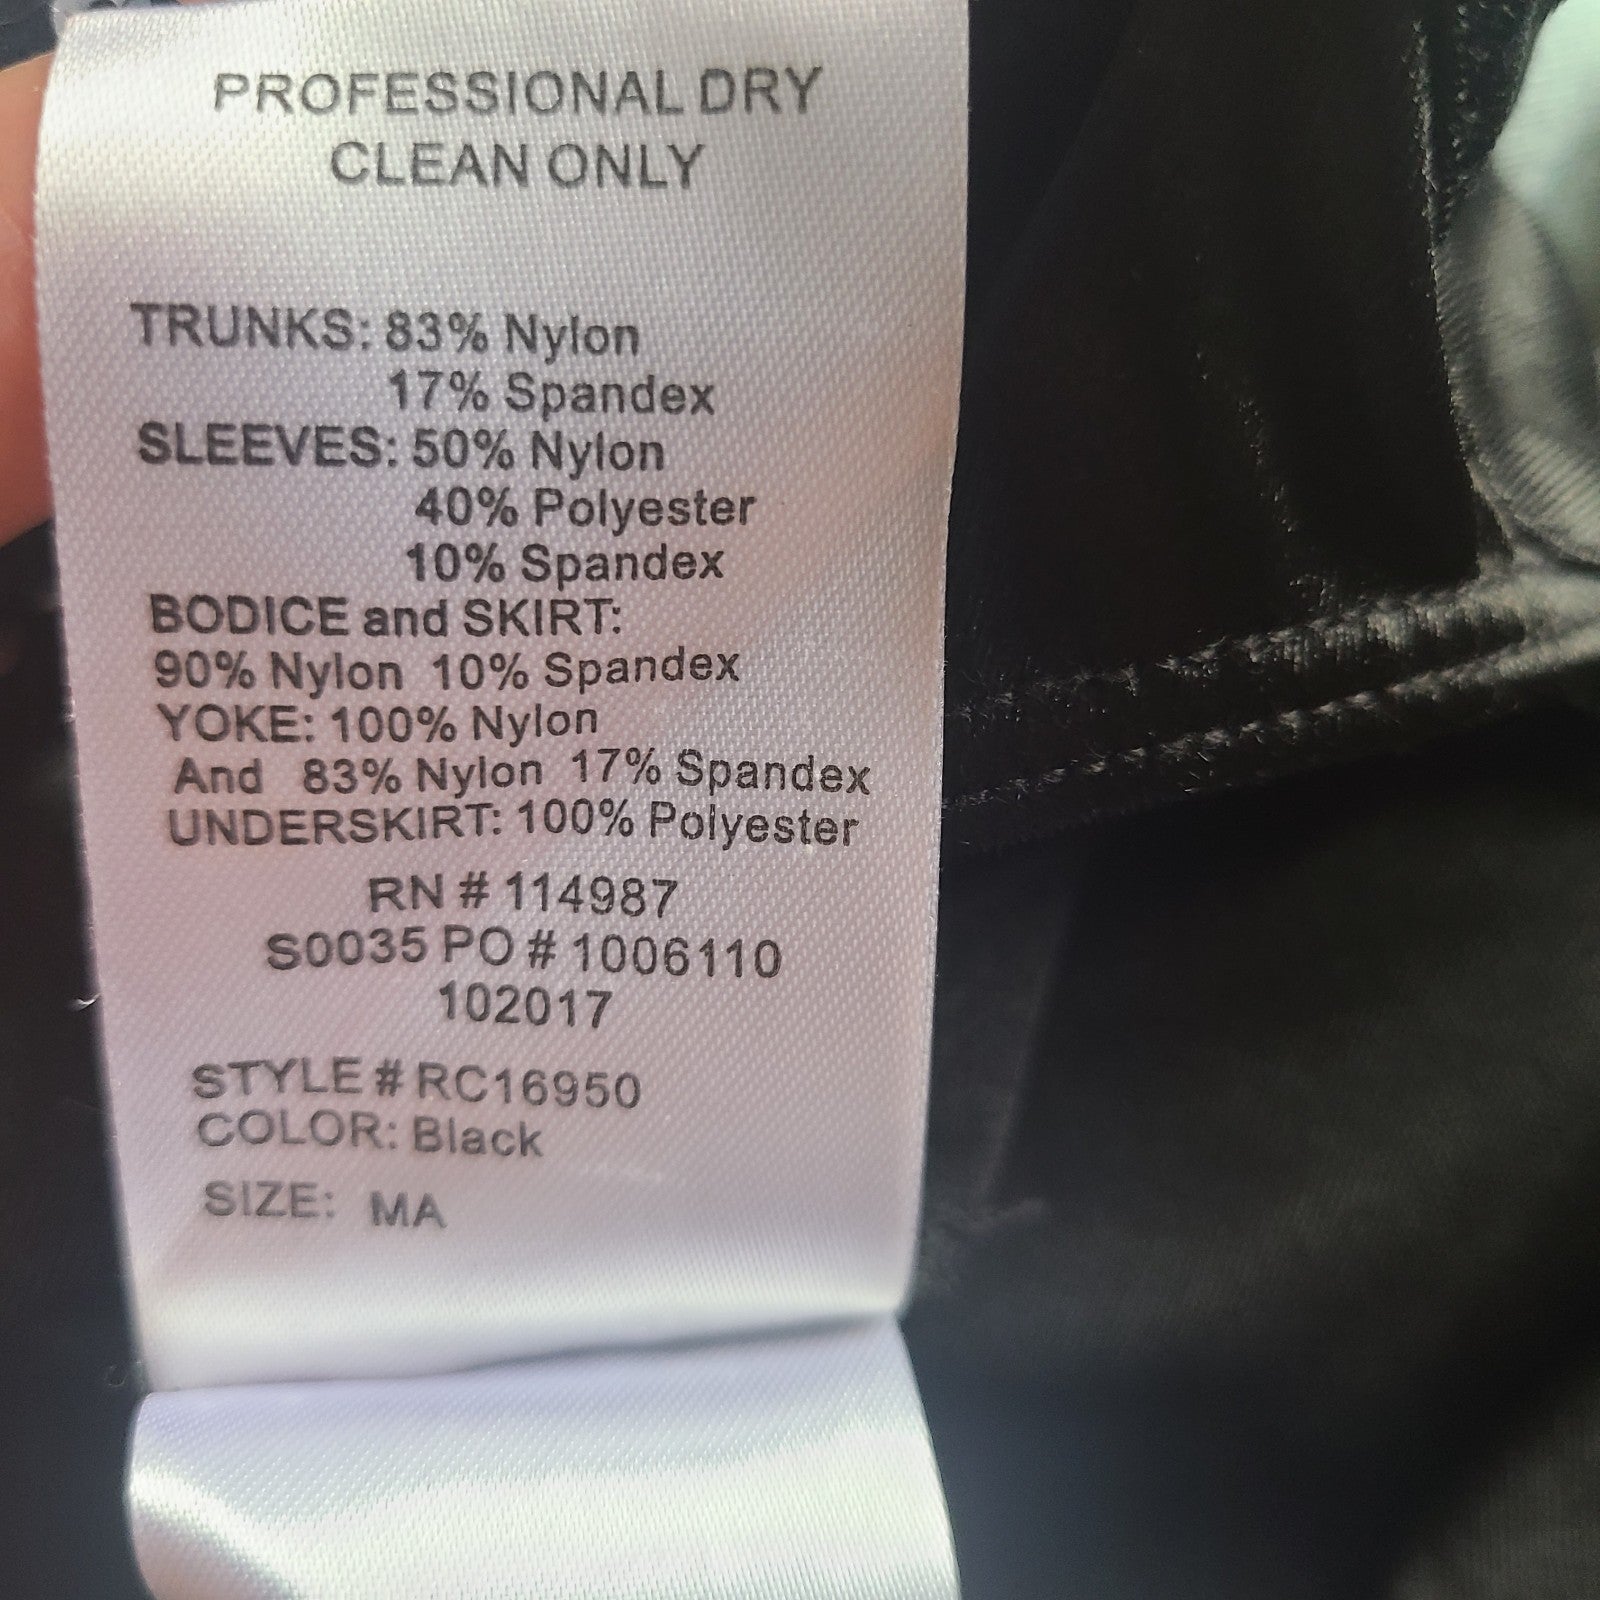 PROFESSIONAL DRY
CLEAN ONLY
TRUNKS: 83% Nylon
17% Spandex
SLEEVES: 50% Nylon
40% Polyester
10% Spandex
BODICE and SKIRT:
90% Nylon 10% Spandex
YOKE: 100% Nylon
And 83% Nylon 17% Spandex
UNDERSKIRT: 100% Polyester
RN # 114987
S0035 PO # 1006110
102017
STYLE # RC16950
COLOR: Black
SIZE: MA